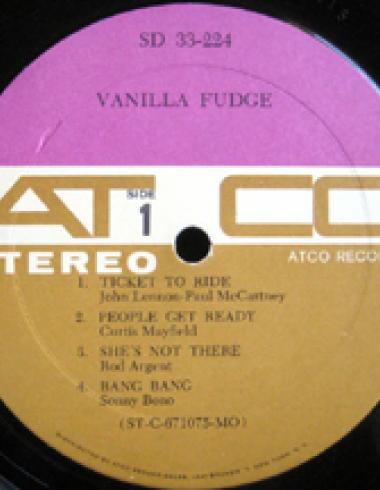 SD 33-224
VANILLA FUDGE
AT CO
SIDE
1
STEREO
ATCO RECOR
1. TICKET TO RIDE
John Lennon-Paul McCartney
2. PEOPLE GET READY
Curtis Mayfield
3. SHE'S NOT THERE
Rod Argent
4. BANG BANG
Sonny Bono
(ST-C-671075-MO)